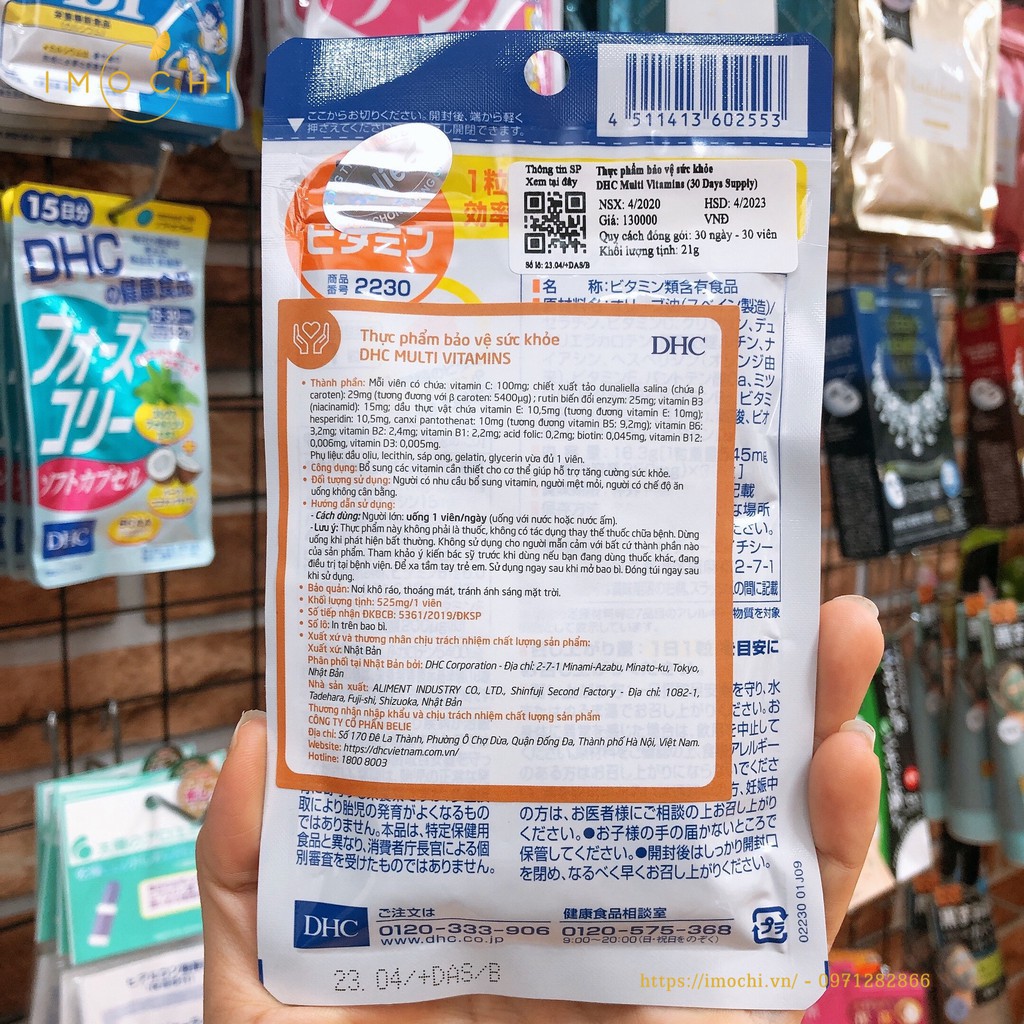 IMOCHI
15日分
DHC
の健康食品
フォース
コリー
ソフトカプセル
DHC
ここからお切りください。開封後、端から軽く
4 511413 602553
ビタミン
商品
番号 2230
Thông tin SP
Xem tại đây
Số lô: 23.04/+DAS/B
Thực phẩm bảo vệ sức khỏe
DHC Multi Vitamins (30 Days Supply)
NSX: 4/2020 HSD: 4/2023
Giá: 130000 VNĐ
Quy cách đóng gói: 30 ngày - 30 viên
Khối lượng tịnh: 21g
名 称:ビタミン類含有食品
Thực phẩm bảo vệ sức khỏe
DHC MULTI VITAMINS
DHC
• Thành phần: Mỗi viên có chứa: vitamin C: 100mg; chiết xuất tảo dunaliella salina (chứa β
caroten): 29mg (tương đương với β caroten: 5400µg) ; rutin biến đổi enzym: 25mg; vitamin B3
(niacinamid): 15mg; dầu thực vật chứa vitamin E: 10,5mg (tương đương vitamin E: 10mg);
hesperidin: 10,5mg, canxi pantothenat: 10mg (tương đương vitamin B5: 9,2mg); vitamin B6:
3,2mg; vitamin B2: 2,4mg; vitamin B1: 2,2mg; acid folic: 0,2mg; biotin: 0,045mg, vitamin B12:
0,006mg, vitamin D3: 0,005mg.
Phụ liệu: dầu oliu, lecithin, sáp ong, gelatin, glycerin vừa đủ 1 viên.
• Công dụng: Bổ sung các vitamin cần thiết cho cơ thể giúp hỗ trợ tăng cường sức khỏe.
• Đối tượng sử dụng: Người có nhu cầu bổ sung vitamin, người mệt mỏi, người có chế độ ăn
uống không cân bằng.
• Hướng dẫn sử dụng:
- Cách dùng: Người lớn: uống 1 viên/ngày (uống với nước hoặc nước ấm).
- Lưu ý: Thực phẩm này không phải là thuốc, không có tác dụng thay thế thuốc chữa bệnh. Dừng
uống khi phát hiện bất thường. Không sử dụng cho người mẫn cảm với bất cứ thành phần nào
của sản phẩm. Tham khảo ý kiến bác sỹ trước khi dùng nếu bạn đang dùng thuốc khác, đang
điều trị tại bệnh viện. Để xa tầm tay trẻ em. Sử dụng ngay sau khi mở bao bì. Đóng túi ngay sau
khi sử dụng.
• Bảo quản: Nơi khô ráo, thoáng mát, tránh ánh sáng mặt trời.
• Khối lượng tịnh: 525mg/1 viên
• Số tiếp nhận ĐKBCB: 5361/2019/ĐKSP
• Số lô: In trên bao bì.
• Xuất xứ và thương nhân chịu trách nhiệm chất lượng sản phẩm:
Xuất xứ: Nhật Bản
Phân phối tại Nhật Bản bởi: DHC Corporation - Địa chỉ: 2-7-1 Minami-Azabu, Minato-ku, Tokyo,
Nhật Bản
Nhà sản xuất: ALIMENT INDUSTRY CO., LTD., Shinfuji Second Factory - Địa chỉ: 1082-1,
Tadehara, Fuji-shi, Shizuoka, Nhật Bản
Thương nhân nhập khẩu và chịu trách nhiệm chất lượng sản phẩm
CÔNG TY CỔ PHẦN BELIE
Địa chỉ: Số 170 Đê La Thành, Phường Ô Chợ Dừa, Quận Đống Đa, Thành phố Hà Nội, Việt Nam.
Website: https://dhcvietnam.com.vn/
Hotline: 1800 8003
取により胎児の発育がよくなるもの
ではありません。本品は、特定保健用
食品と異なり、消費者庁長官による個
別審査を受けたものではありません。
の方は、お医者様にご相談の上お召し上がり
ください。●お子様の手の届かないところで
保管してください。●開封後はしっかり開封口
を閉め、なるべく早くお召し上がりください。
DHC
ご注文は
0120-333-906
www.dhc.co.jp
健康食品相談室
0120-575-368
9:00~20:00(日・祝日をのぞく)
プラ
02230 01J09
23. 04/+DAS/B
https://imochi.vn/ - 0971282866